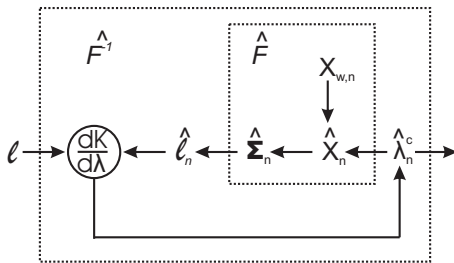 F̂⁻¹
F̂
X_w,n
ℓ
dK
dλ
ℓ̂_n
Σ̂_n
X̂_n
λ̂_n^c